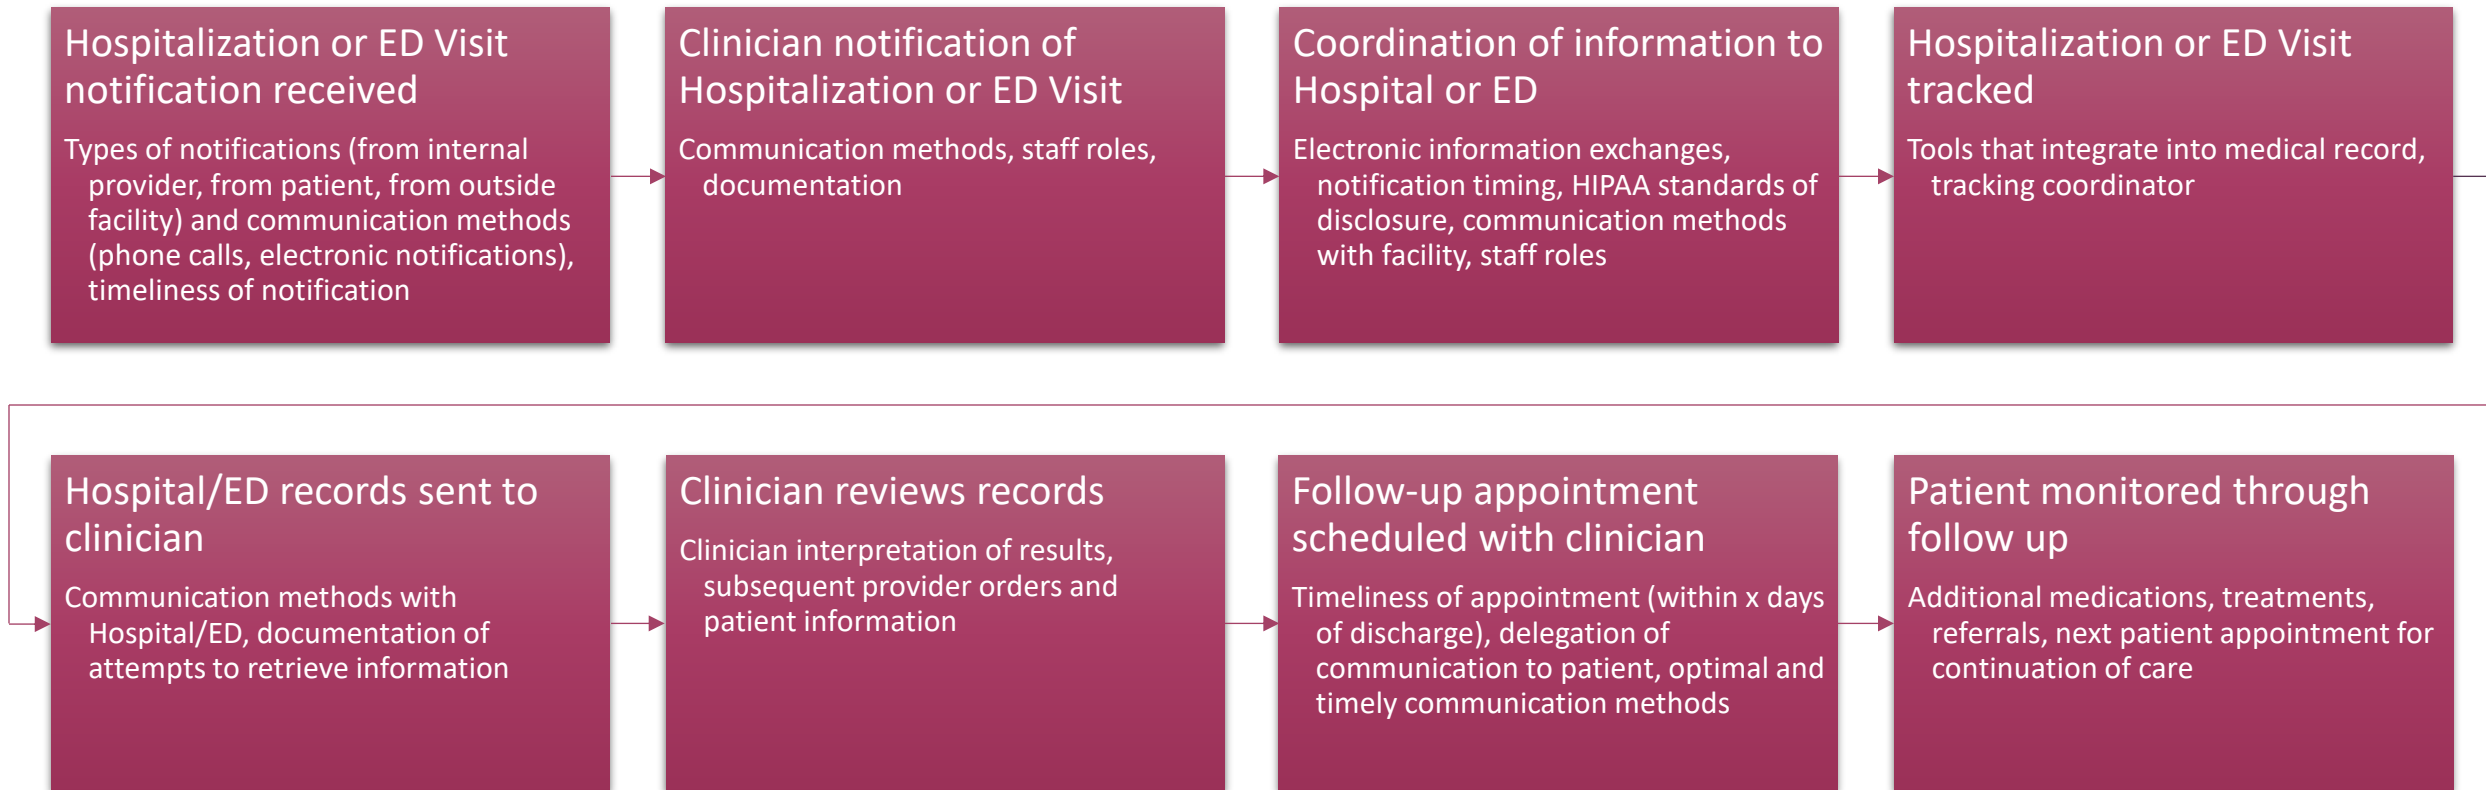 Hospitalization or ED Visit
notification received
Types of notifications (from internal
provider, from patient, from outside
facility) and communication methods
(phone calls, electronic notifications),
timeliness of notification
Clinician notification of
Hospitalization or ED Visit
Communication methods, staff roles,
documentation
Coordination of information to
Hospital or ED
Electronic information exchanges,
notification timing, HIPAA standards of
disclosure, communication methods
with facility, staff roles
Hospitalization or ED Visit
tracked
Tools that integrate into medical record,
tracking coordinator
Hospital/ED records sent to
clinician
Communication methods with
Hospital/ED, documentation of
attempts to retrieve information
Clinician reviews records
Clinician interpretation of results,
subsequent provider orders and
patient information
Follow-up appointment
scheduled with clinician
Timeliness of appointment (within x days
of discharge), delegation of
communication to patient, optimal and
timely communication methods
Patient monitored through
follow up
Additional medications, treatments,
referrals, next patient appointment for
continuation of care